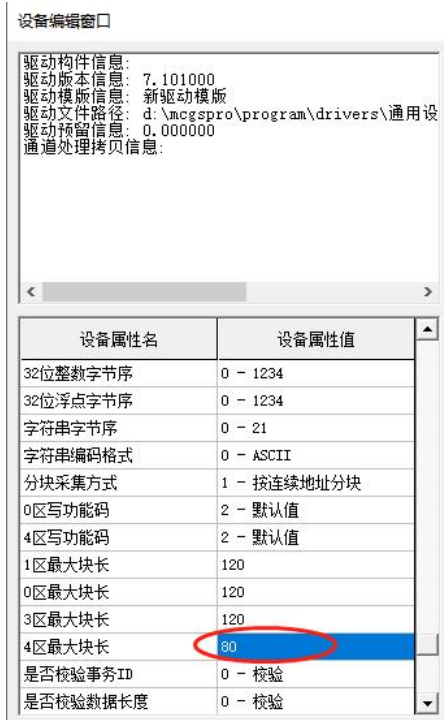 设备编辑窗口
驱动构件信息:
驱动版本信息: 7.101000
驱动模版信息: 新驱动模版
驱动文件路径: d:\mcgspro\program\drivers\通用设
驱动预留信息: 0.000000
通道处理拷贝信息:
设备属性名 设备属性值
32位整数字节序 0 - 1234
32位浮点字节序 0 - 1234
字符串字节序 0 - 21
字符串编码格式 0 - ASCII
分块采集方式 1 - 按连续地址分块
0区写功能码 2 - 默认值
4区写功能码 2 - 默认值
1区最大块长 120
0区最大块长 120
3区最大块长 120
4区最大块长 80
是否校验事务ID 0 - 校验
是否校验数据长度 0 - 校验